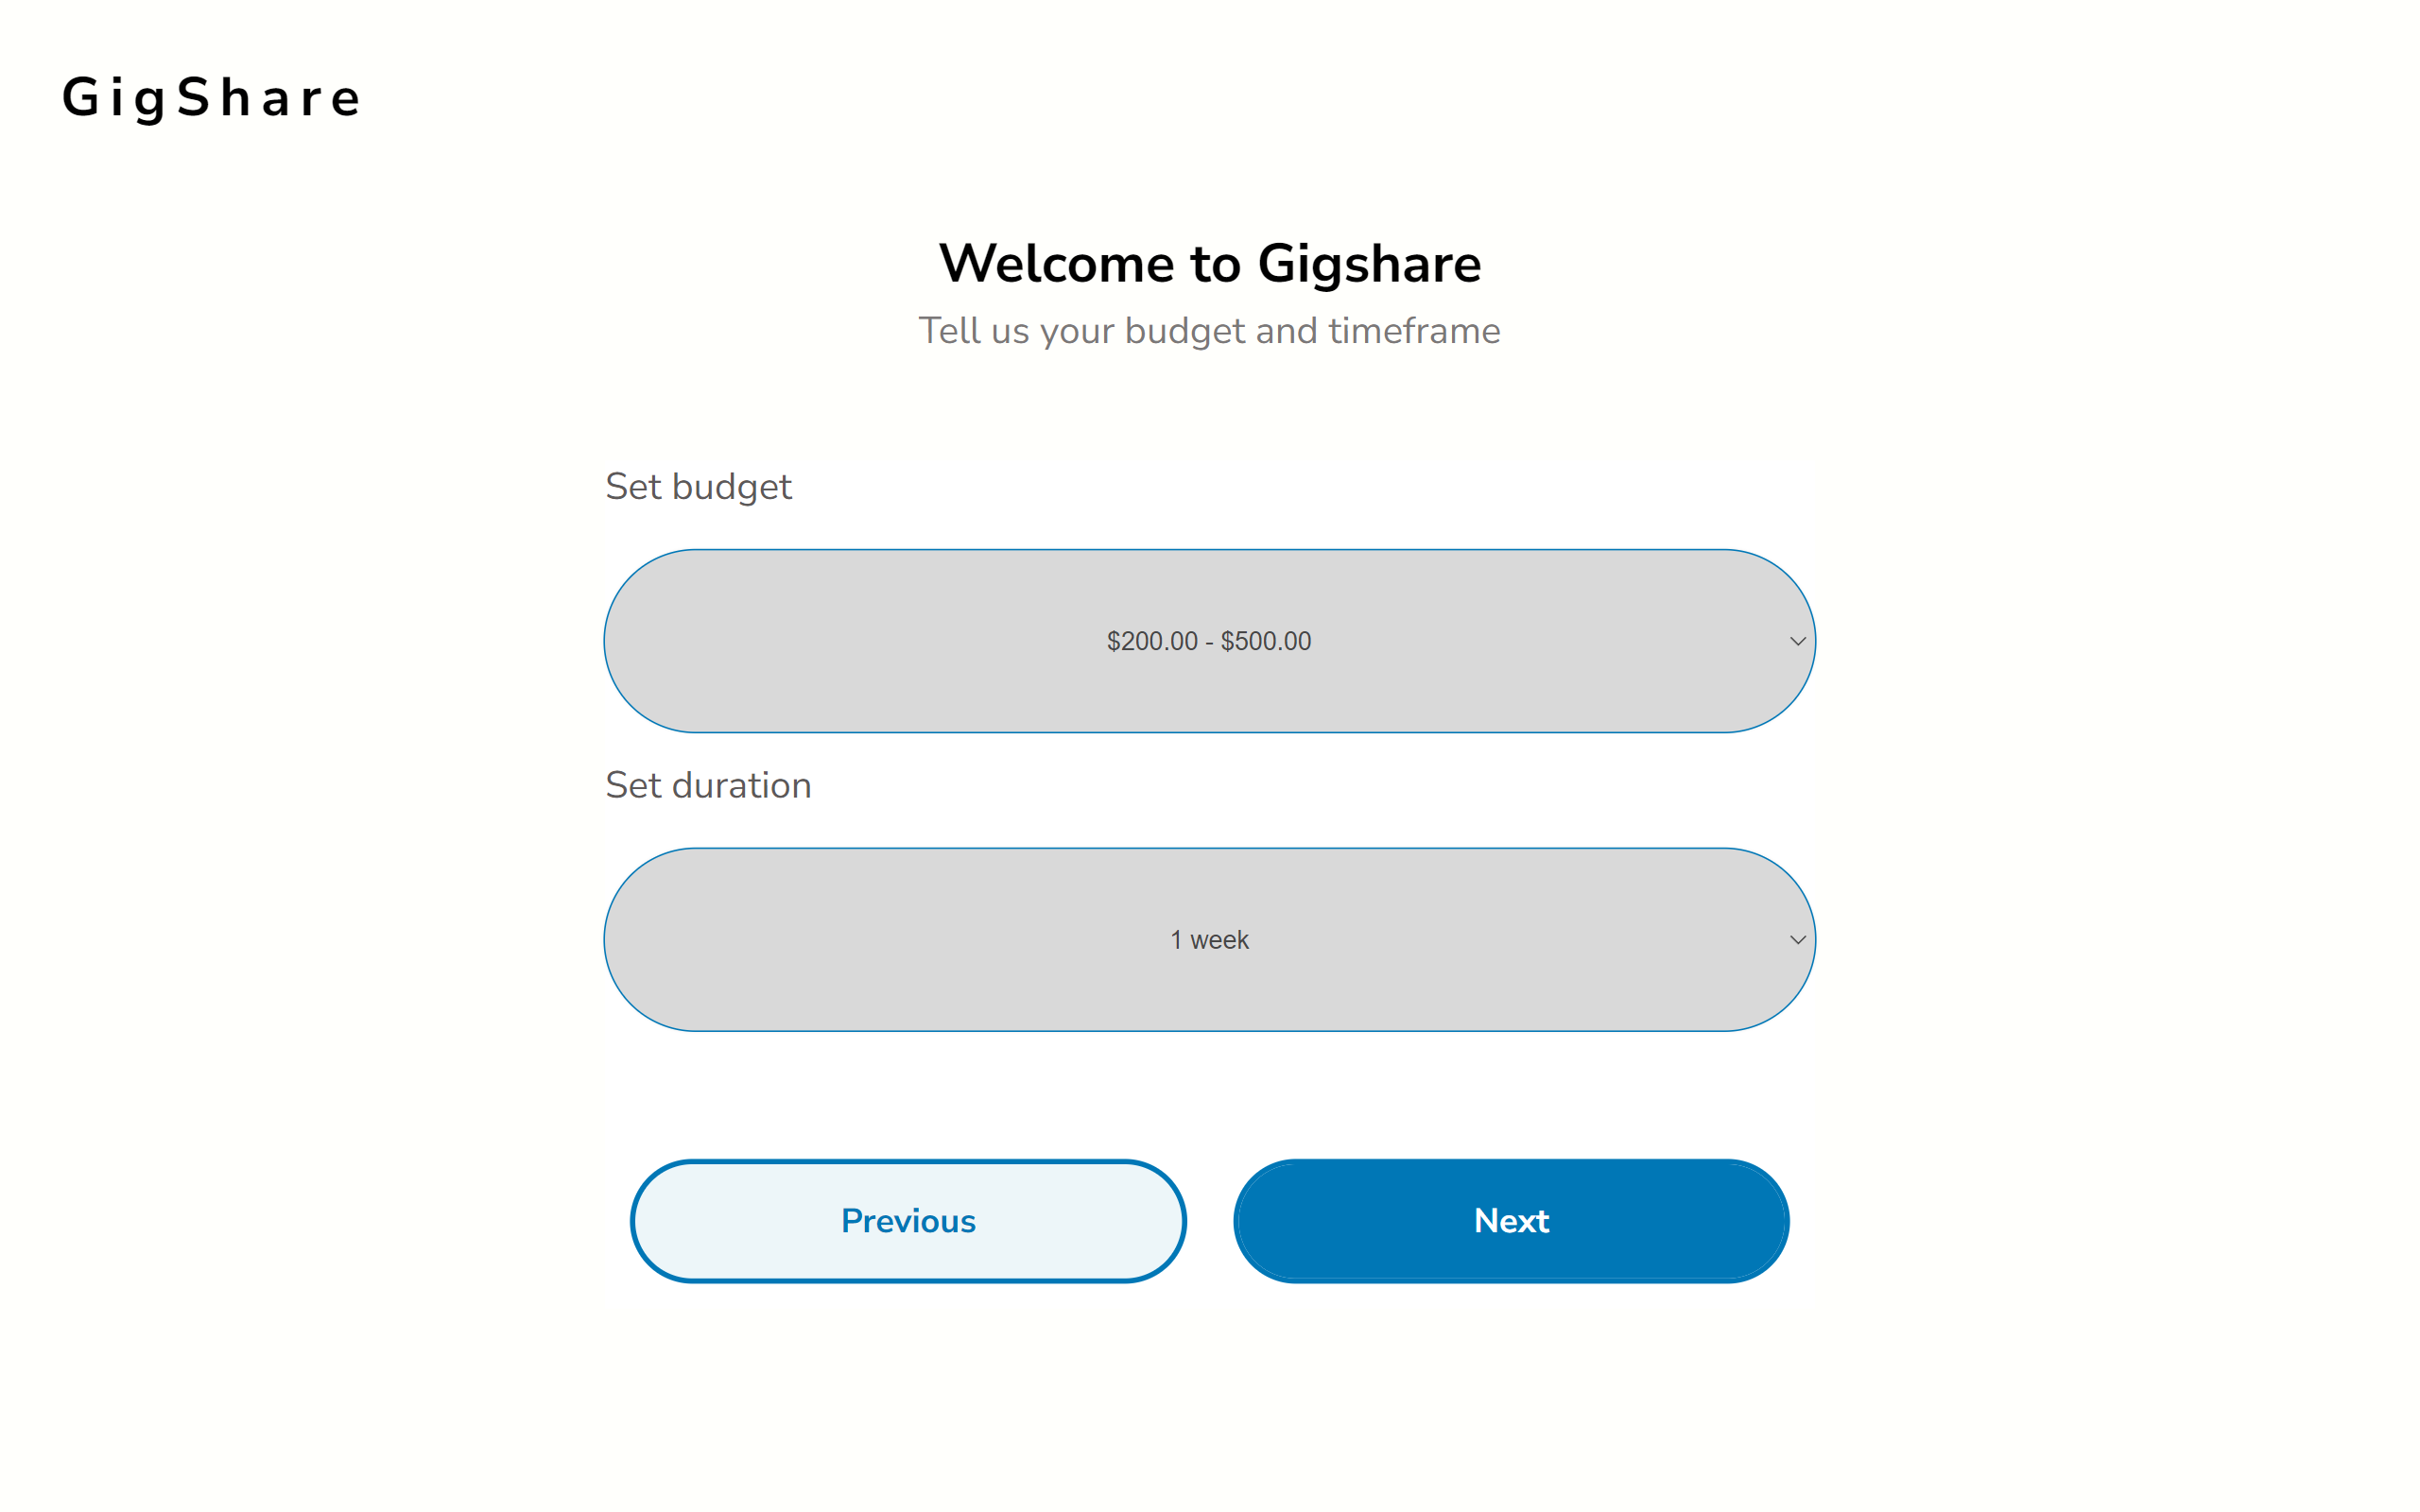 GigShare
Welcome to Gigshare
Tell us your budget and timeframe
Set budget
$200.00 - $500.00
Set duration
1 week
Previous
Next